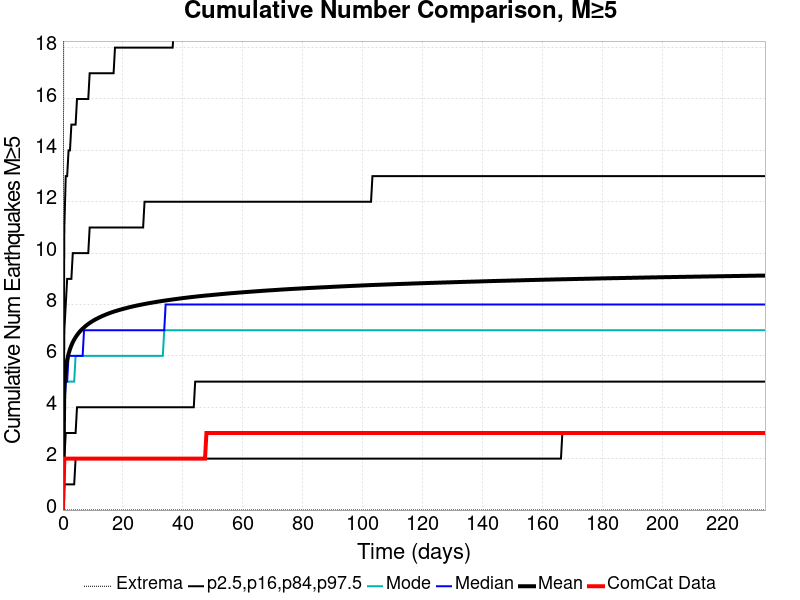 Cumulative Number Comparison, M≥5
Cumulative Num Earthquakes M≥5
18
16
14
12
10
8
6
4
2
0
0 20 40 60 80 100 120 140 160 180 200 220
Time (days)
Extrema p2.5,p16,p84,p97.5 Mode Median Mean ComCat Data